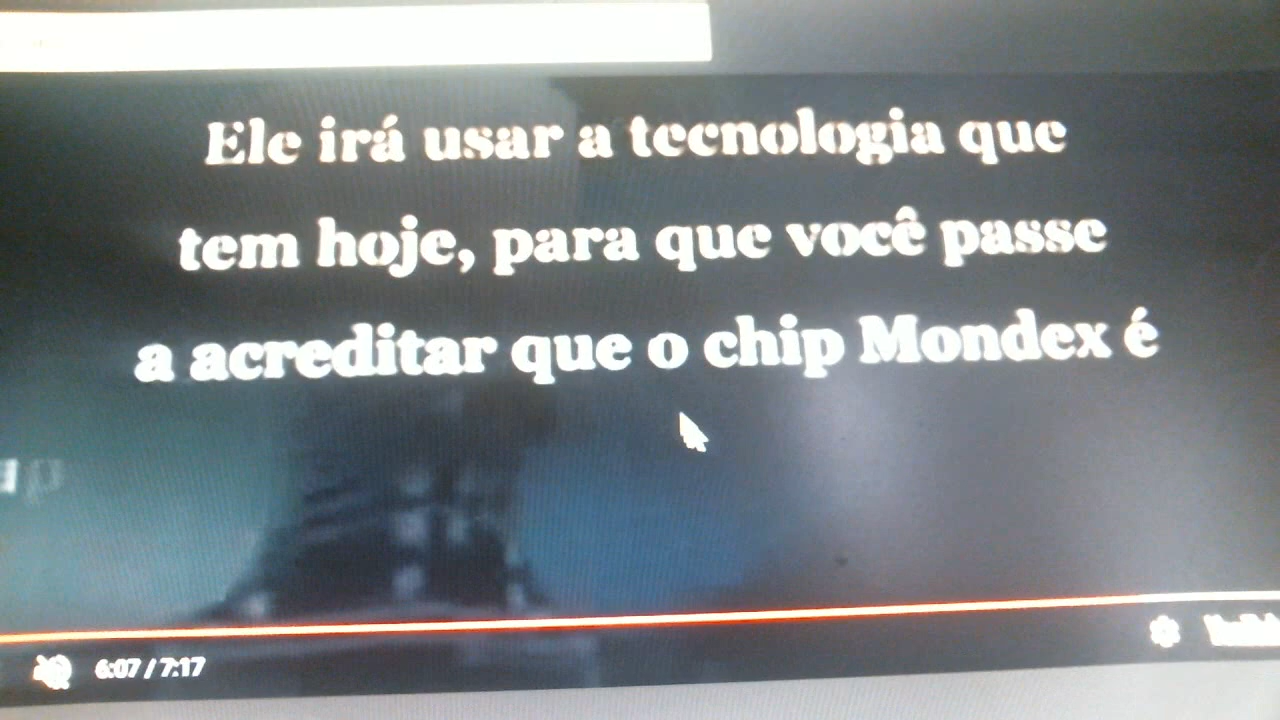 Ele irá usar a tecnologia que
tem hoje, para que você passe
a acreditar que o chip Mondex é
6:07 / 7:17